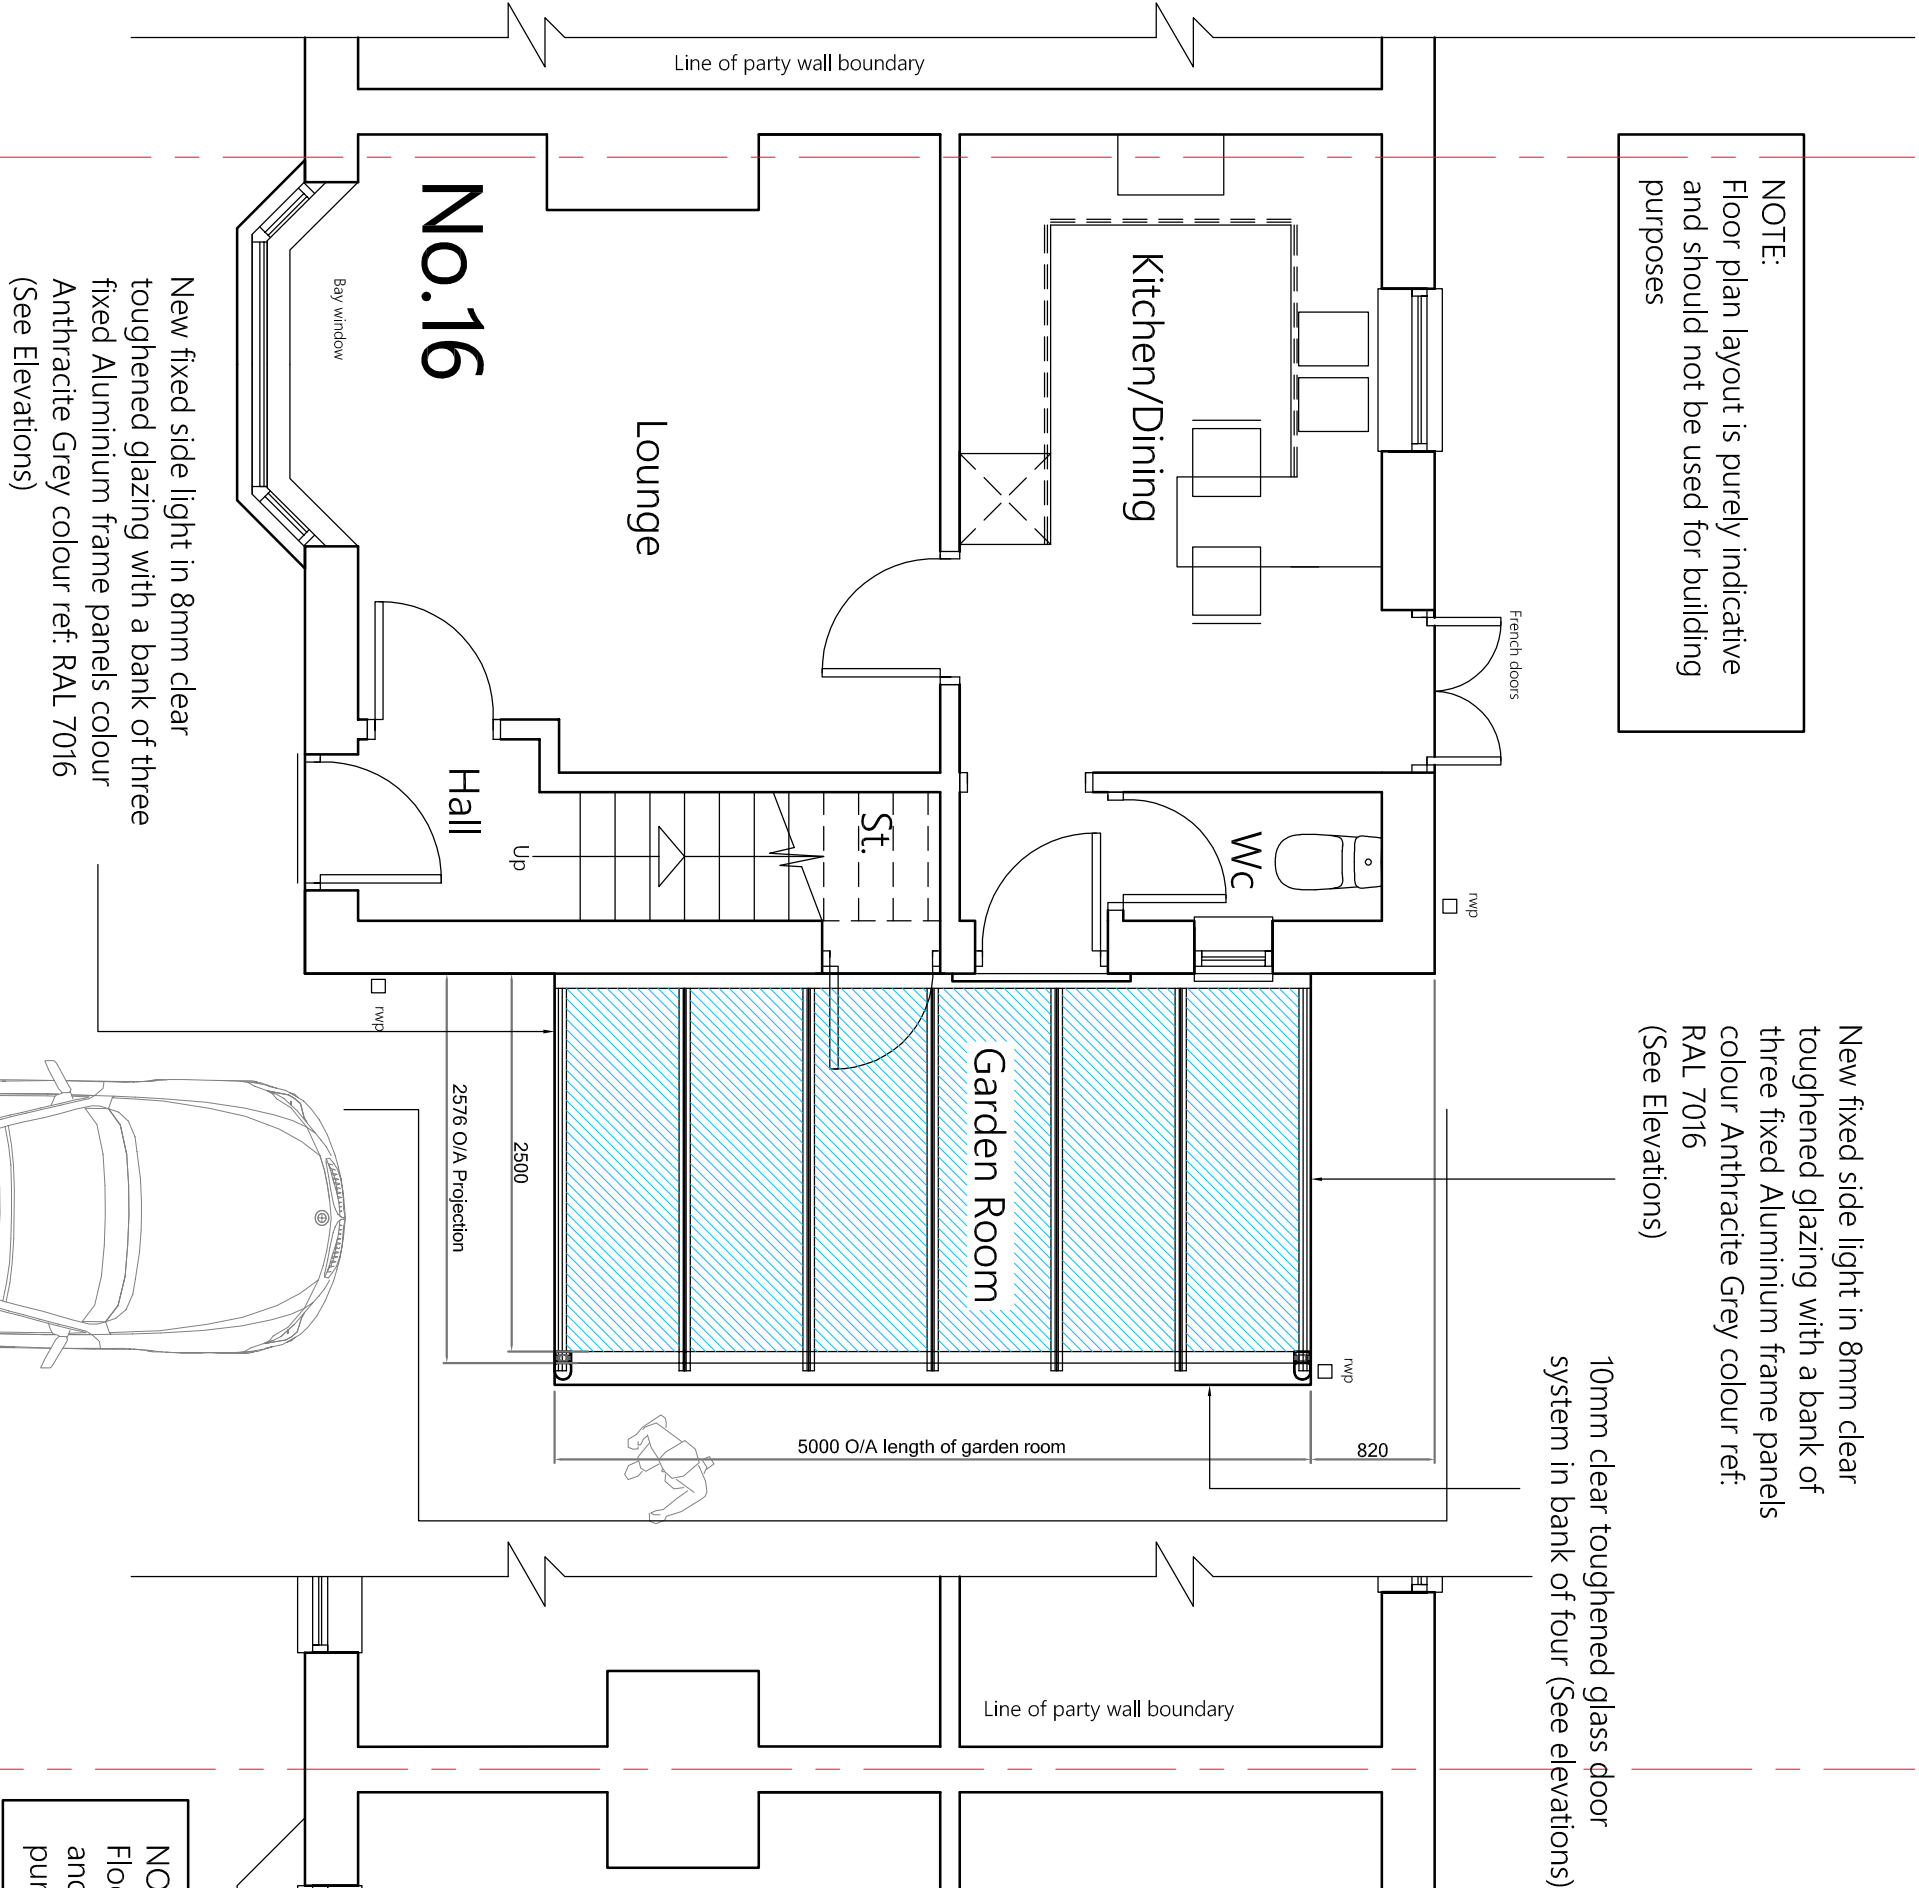 Line of party wall boundary
NOTE:
Floor plan layout is purely indicative
and should not be used for building
purposes
No.16
Bay window
Lounge
Kitchen/Dining
French doors
New fixed side light in 8mm clear
toughened glazing with a bank of three
fixed Aluminium frame panels colour
Anthracite Grey colour ref: RAL 7016
(See Elevations)
Hall
Up
St.
Wc
rwp
rwp
Garden Room
2576 O/A Projection
2500
New fixed side light in 8mm clear
toughened glazing with a bank of
three fixed Aluminium frame panels
colour Anthracite Grey colour ref:
RAL 7016
(See Elevations)
rwp
10mm clear toughened glass door
system in bank of four (See elevations)
5000 O/A length of garden room
820
Line of party wall boundary
NO
Floo
and
pur